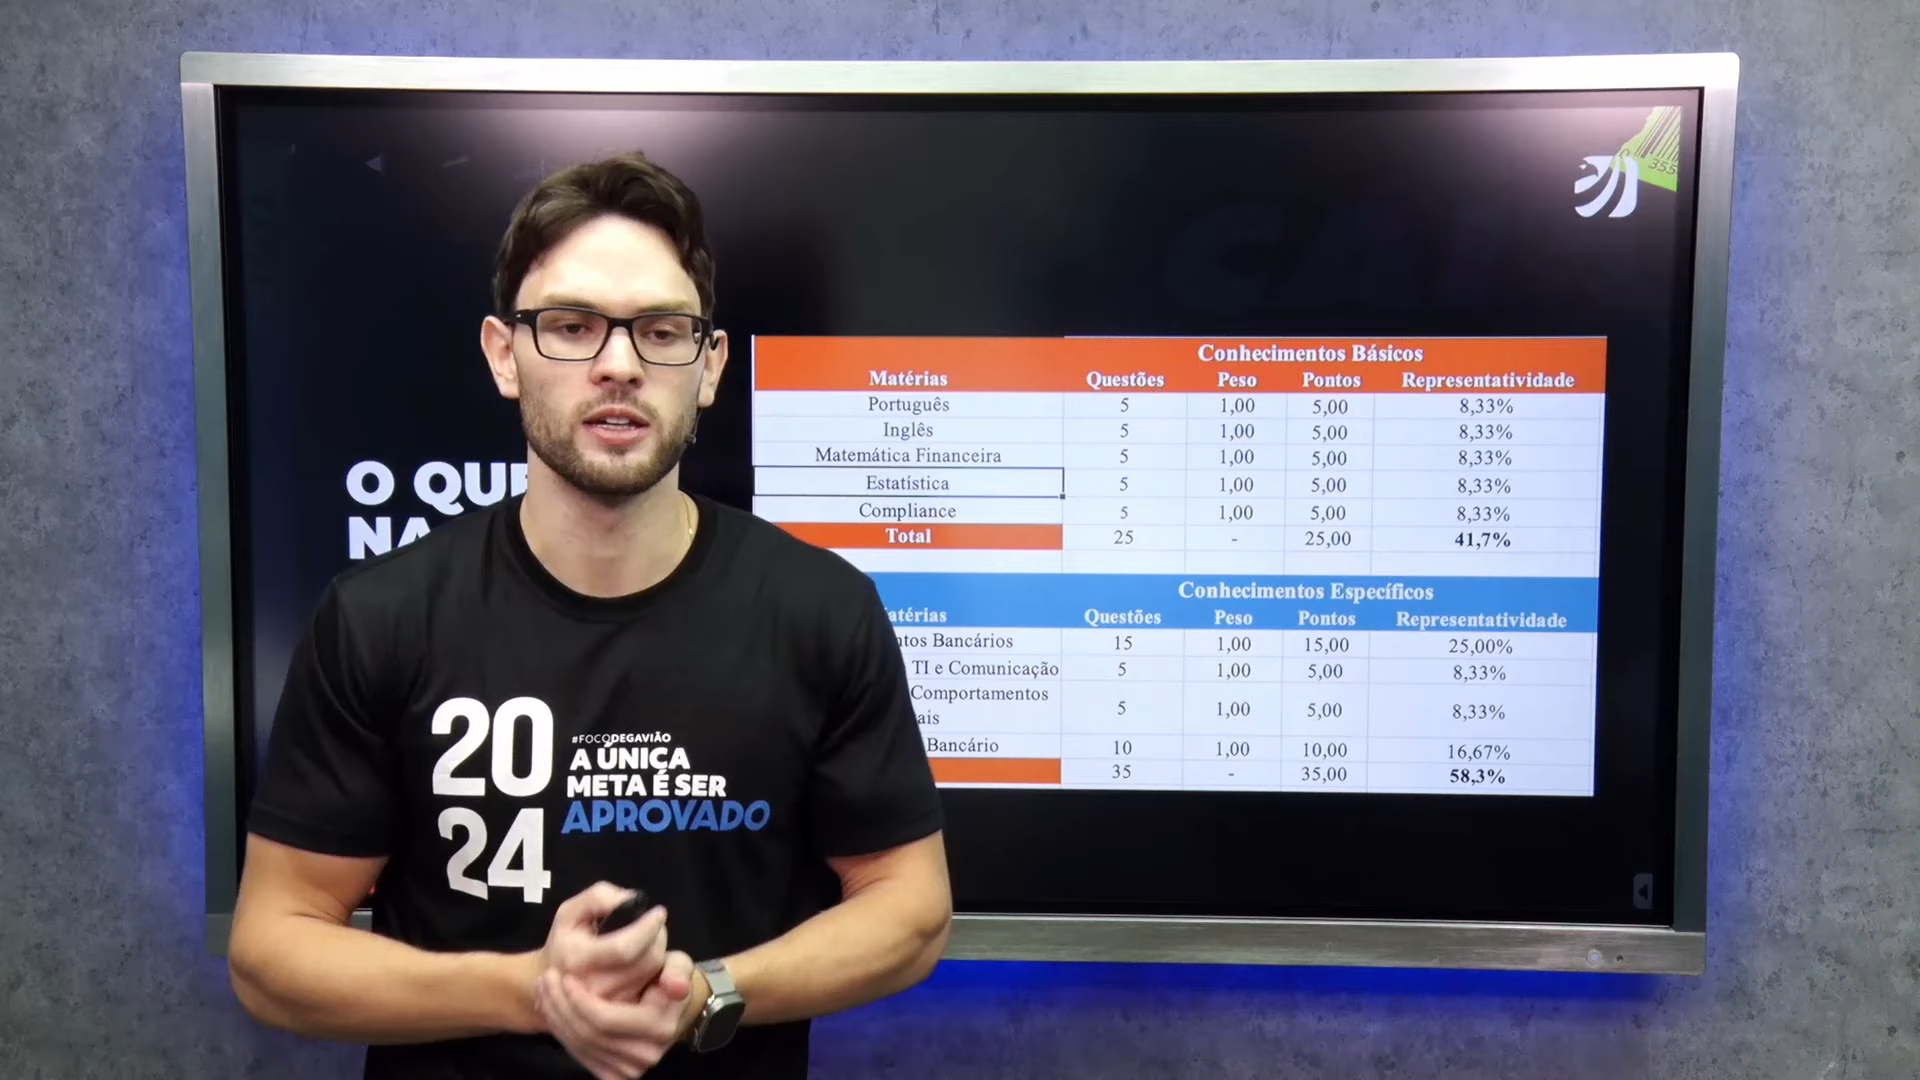 355
O QUE
NA
Conhecimentos Básicos
Matérias Questões Peso Pontos Representatividade
Português 5 1,00 5,00 8,33%
Inglês 5 1,00 5,00 8,33%
Matemática Financeira 5 1,00 5,00 8,33%
Estatística 5 1,00 5,00 8,33%
Compliance 5 1,00 5,00 8,33%
Total 25 - 25,00 41,7%
Conhecimentos Específicos
atérias Questões Peso Pontos Representatividade
ntos Bancários 15 1,00 15,00 25,00%
TI e Comunicação 5 1,00 5,00 8,33%
Comportamentos
ais 5 1,00 5,00 8,33%
Bancário 10 1,00 10,00 16,67%
35 - 35,00 58,3%
20
24
#FOCODEGAVIÃO
A ÚNICA
META É SER
APROVADO